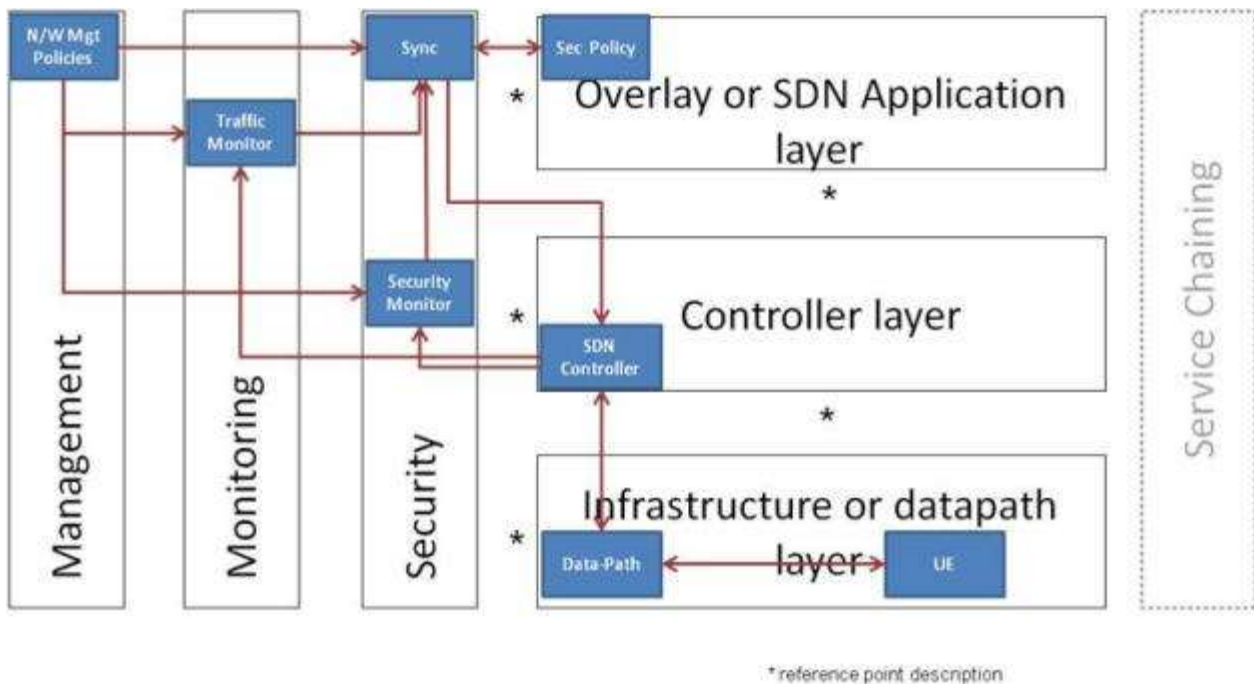 N/W Mgt
Policies
Sync
Sec Policy
*
Overlay or SDN Application
layer
Traffic
Monitor
*
Security
Monitor
*
Controller layer
SDN
Controller
*
Infrastructure or datapath
layer
*
Data-Path
UE
Management
Monitoring
Security
Service Chaining
* reference point description